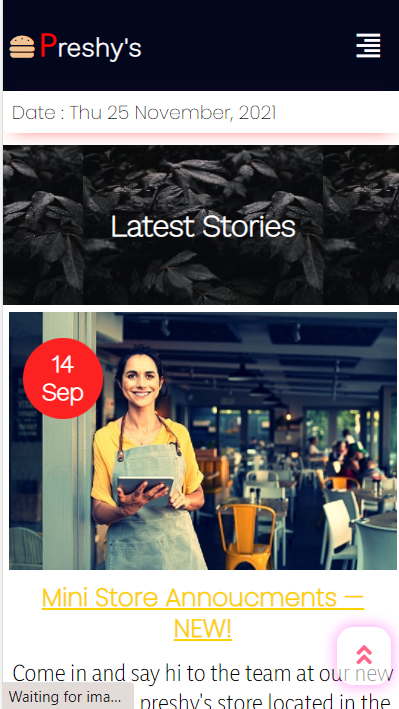 Preshy's
Date : Thu 25 November, 2021
Latest Stories
14
Sep
Mini Store Annoucments —
NEW!
Come in and say hi to the team at our new
preshy's store located in the
Waiting for ima...